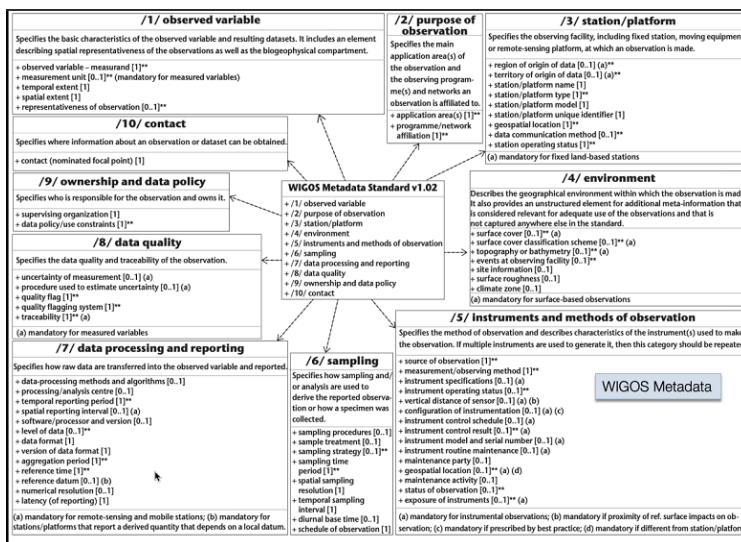 /1/ observed variable
Specifies the basic characteristics of the observed variable and resulting datasets. It includes an element
describing spatial representativeness of the observations as well as the biogeophysical compartment.
+ observed variable – measurand [1]**
+ measurement unit [0..1]** (mandatory for measured variables)
+ temporal extent [1]
+ spatial extent [1]
+ representativeness of observation [0..1]**
/2/ purpose of
observation
Specifies the main
application area(s) of
the observation and
the observing program-
me(s) and networks an
observation is affiliated to.
+ application area(s) [1]**
+ programme/network
affiliation [1]**
/3/ station/platform
Specifies the observing facility, including fixed station, moving equipment
or remote-sensing platform, at which an observation is made.
+ region of origin of data [0..1] (a)**
+ territory of origin of data [0..1] (a)**
+ station/platform name [1]
+ station/platform type [1]**
+ station/platform model [1]
+ station/platform unique identifier [1]
+ geospatial location [1]**
+ data communication method [0..1]**
+ station operating status [1]**
(a) mandatory for fixed land-based stations
/10/ contact
Specifies where information about an observation or dataset can be obtained.
+ contact (nominated focal point) [1]
/9/ ownership and data policy
Specifies who is responsible for the observation and owns it.
+ supervising organization [1]
+ data policy/use constraints [1]**
WIGOS Metadata Standard v1.02
+ /1/ observed variable
+ /2/ purpose of observation
+ /3/ station/platform
+ /4/ environment
+ /5/ instruments and methods of observation
+ /6/ sampling
+ /7/ data processing and reporting
+ /8/ data quality
+ /9/ ownership and data policy
+ /10/ contact
/4/ environment
Describes the geographical environment within which the observation is made.
It also provides an unstructured element for additional meta-information that
is considered relevant for adequate use of the observations and that is
not captured anywhere else in the standard.
+ surface cover [0..1]** (a)
+ surface cover classification scheme [0..1]** (a)
+ topography or bathymetry [0..1]** (a)
+ events at observing facility [0..1]**
+ site information [0..1]
+ surface roughness [0..1]
+ climate zone [0..1]
(a) mandatory for surface-based observations
/8/ data quality
Specifies the data quality and traceability of the observation.
+ uncertainty of measurement [0..1] (a)
+ procedure used to estimate uncertainty [0..1] (a)
+ quality flag [1]**
+ quality flagging system [1]**
+ traceability [1]** (a)
(a) mandatory for measured variables
/7/ data processing and reporting
Specifies how raw data are transferred into the observed variable and reported.
+ data-processing methods and algorithms [0..1]
+ processing/analysis centre [0..1]
+ temporal reporting period [1]**
+ spatial reporting interval [0..1] (a)
+ software/processor and version [0..1]
+ level of data [0..1]**
+ data format [1]
+ version of data format [1]
+ aggregation period [1]**
+ reference time [1]**
+ reference datum [0..1] (b)
+ numerical resolution [0..1]
+ latency (of reporting) [1]
(a) mandatory for remote-sensing and mobile stations; (b) mandatory for
stations/platforms that report a derived quantity that depends on a local datum.
/6/ sampling
Specifies how sampling and/
or analysis are used to
derive the reported observa-
tion or how a specimen was
collected.
+ sampling procedures [0..1]
+ sample treatment [0..1]
+ sampling strategy [0..1]**
+ sampling time
period [1]**
+ spatial sampling
resolution [1]
+ temporal sampling
interval [1]
+ diurnal base time [0..1]
+ schedule of observation [1]
/5/ instruments and methods of observation
Specifies the method of observation and describes characteristics of the instrument(s) used to make
the observation. If multiple instruments are used to generate it, then this category should be repeated.
+ source of observation [1]**
+ measurement/observing method [1]**
+ instrument specifications [0..1] (a)
+ instrument operating status [0..1]**
+ vertical distance of sensor [0..1] (a) (b)
+ configuration of instrumentation [0..1] (a) (c)
+ instrument control schedule [0..1] (a)
+ instrument control result [0..1]** (a)
+ instrument model and serial number [0..1] (a)
+ instrument routine maintenance [0..1] (a)
+ maintenance party [0..1]
+ geospatial location [0..1]** (a) (d)
+ maintenance activity [0..1]
+ status of observation [1]**
+ exposure of instruments [0..1]** (a)
(a) mandatory for instrumental observations; (b) mandatory if proximity of ref. surface impacts on ob-
servation; (c) mandatory if prescribed by best practice; (d) mandatory if different from station/platform
WIGOS Metadata